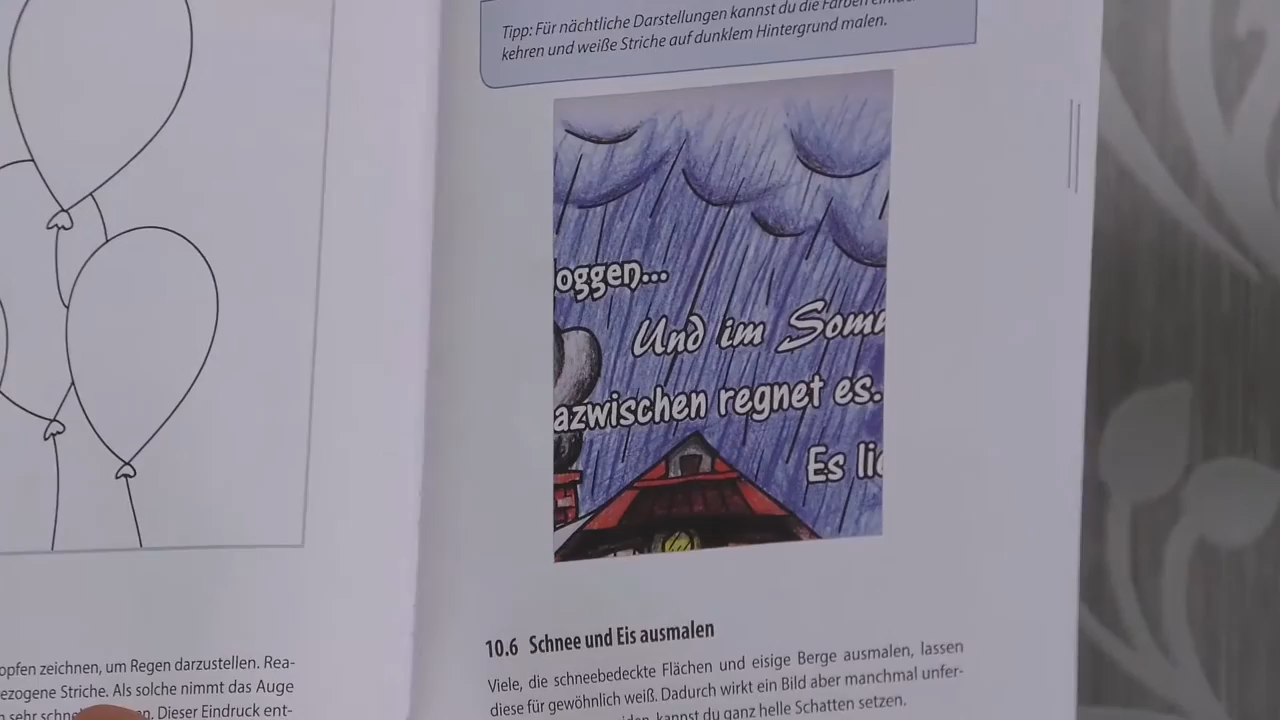 opfen zeichnen, um Regen darzustellen. Rea-
ezogene Striche. Als solche nimmt das Auge
n sehr
n. Dieser Eindruck ent-
Tipp: Für nächtliche Darstellungen kannst du die Farben
kehren und weiße Striche auf dunklem Hintergrund malen.
oggen...
Und im Somm
azwischen regnet es.
Es lie
10.6 Schnee und Eis ausmalen
Viele, die schneebedeckte Flächen und eisige Berge ausmalen, lassen
diese für gewöhnlich weiß. Dadurch wirkt ein Bild aber manchmal unfer-
kannst du ganz helle Schatten setzen.